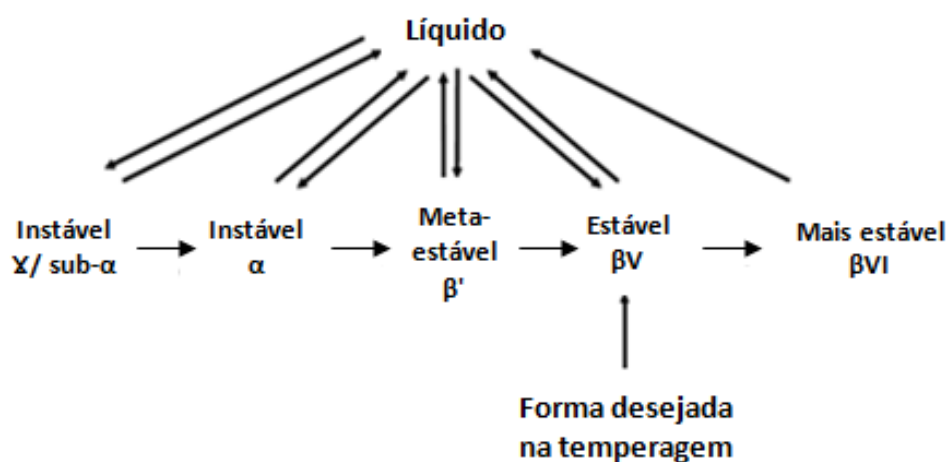 Líquido
Instável
Ɣ/ sub-α
Instável
α
Meta-
estável
β'
Estável
βV
Mais estável
βVI
Forma desejada
na temperagem